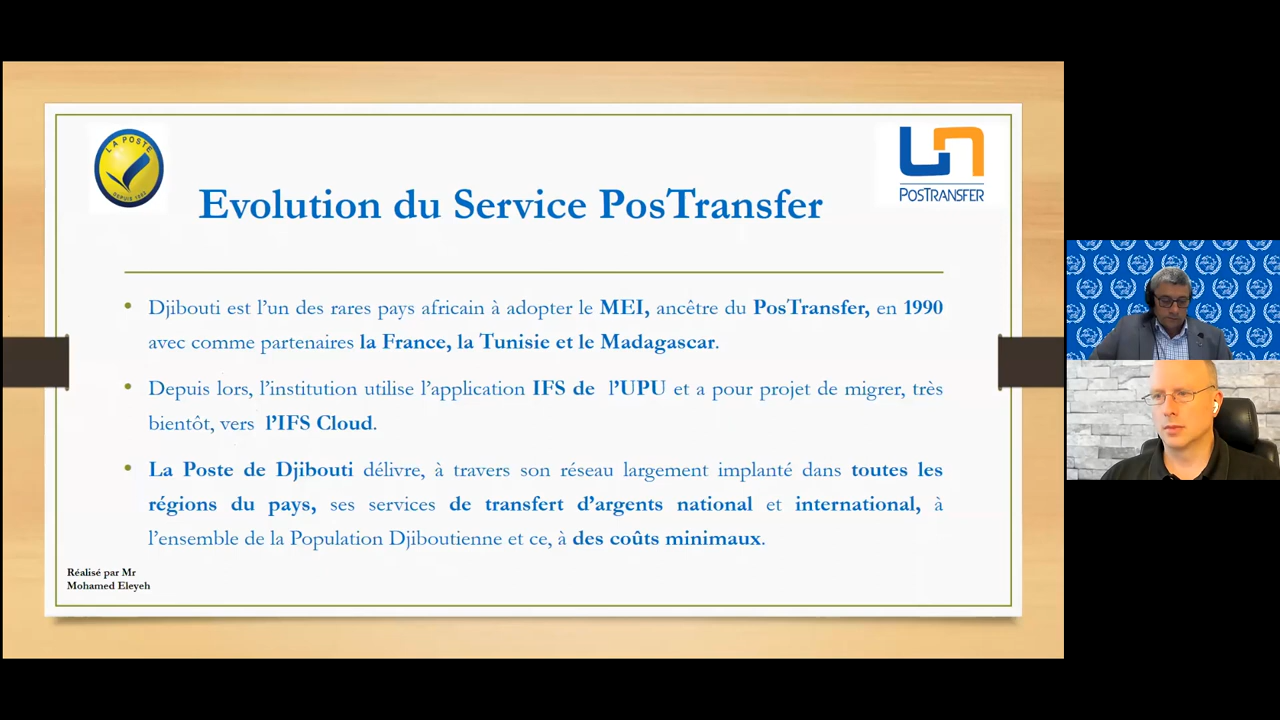 LA POSTE
DEPUIS 1922
POSTRANSFER
Evolution du Service PosTransfer
• Djibouti est l’un des rares pays africain à adopter le MEI, ancêtre du PosTransfer, en 1990
avec comme partenaires la France, la Tunisie et le Madagascar.
• Depuis lors, l’institution utilise l’application IFS de l’UPU et a pour projet de migrer, très
bientôt, vers l’IFS Cloud.
• La Poste de Djibouti délivre, à travers son réseau largement implanté dans toutes les
régions du pays, ses services de transfert d’argents national et international, à
l’ensemble de la Population Djiboutienne et ce, à des coûts minimaux.
Réalisé par Mr
Mohamed Eleyeh